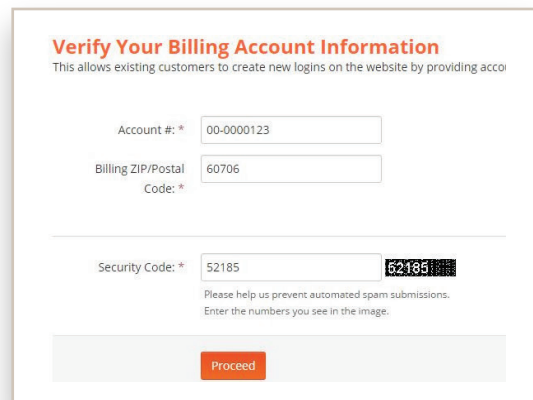 Verify Your Billing Account Information
This allows existing customers to create new logins on the website by providing
Account #: * 00-0000123
Billing ZIP/Postal
Code: * 60706
Security Code: * 52185 52185
Please help us prevent automated spam submissions.
Enter the numbers you see in the image.
Proceed